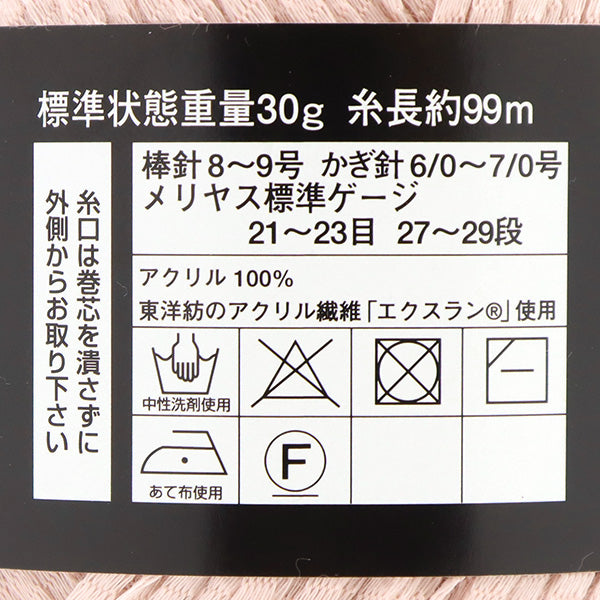 標準状態重量30g 糸長約99m
糸口は巻芯を潰さずに
外側からお取り下さい
棒針8〜9号 かぎ針6/0〜7/0号
メリヤス標準ゲージ
21〜23目 27〜29段
アクリル 100%
東洋紡のアクリル繊維「エクスラン®」使用
中性洗剤使用
あて布使用
F